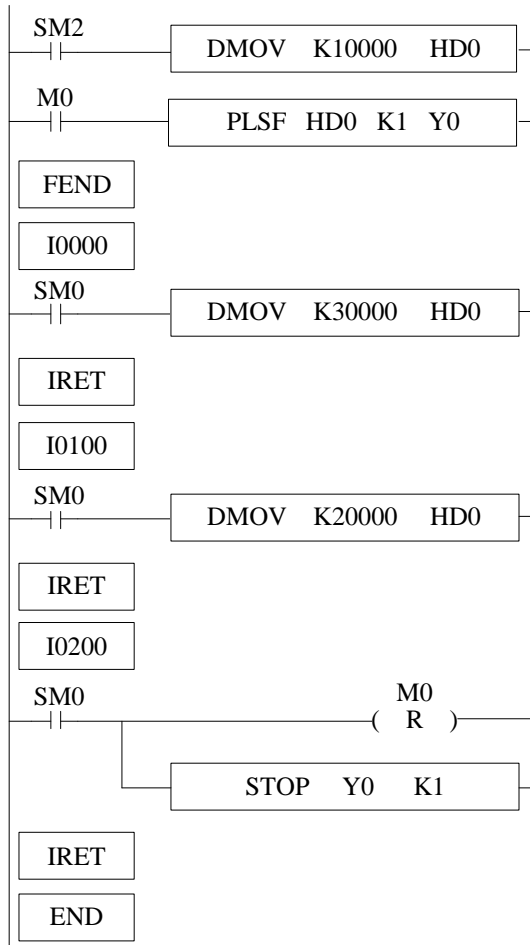 SM2
DMOV K10000 HD0
M0
PLSF HD0 K1 Y0
FEND
I0000
SM0
DMOV K30000 HD0
IRET
I0100
SM0
DMOV K20000 HD0
IRET
I0200
SM0
M0
( R )
STOP Y0 K1
IRET
END